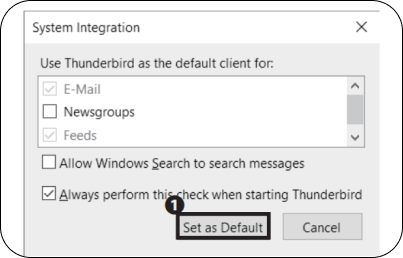 System Integration
Use Thunderbird as the default client for:
E-Mail
Newsgroups
Feeds
Allow Windows Search to search messages
Always perform this check when starting Thunderbird
1
Set as Default Cancel